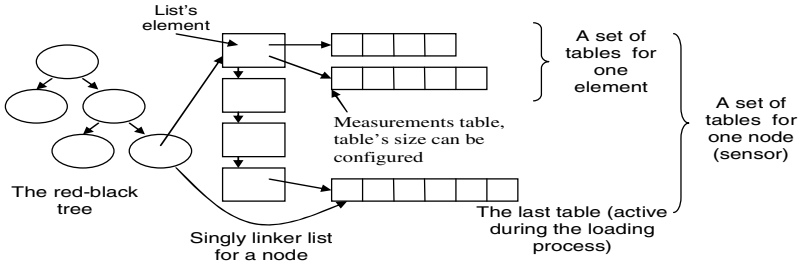 List's
element
A set of
tables for
one
element
A set of
tables for
one node
(sensor)
Measurements table,
table's size can be
configured
The red-black
tree
Singly linker list
for a node
The last table (active
during the loading
process)